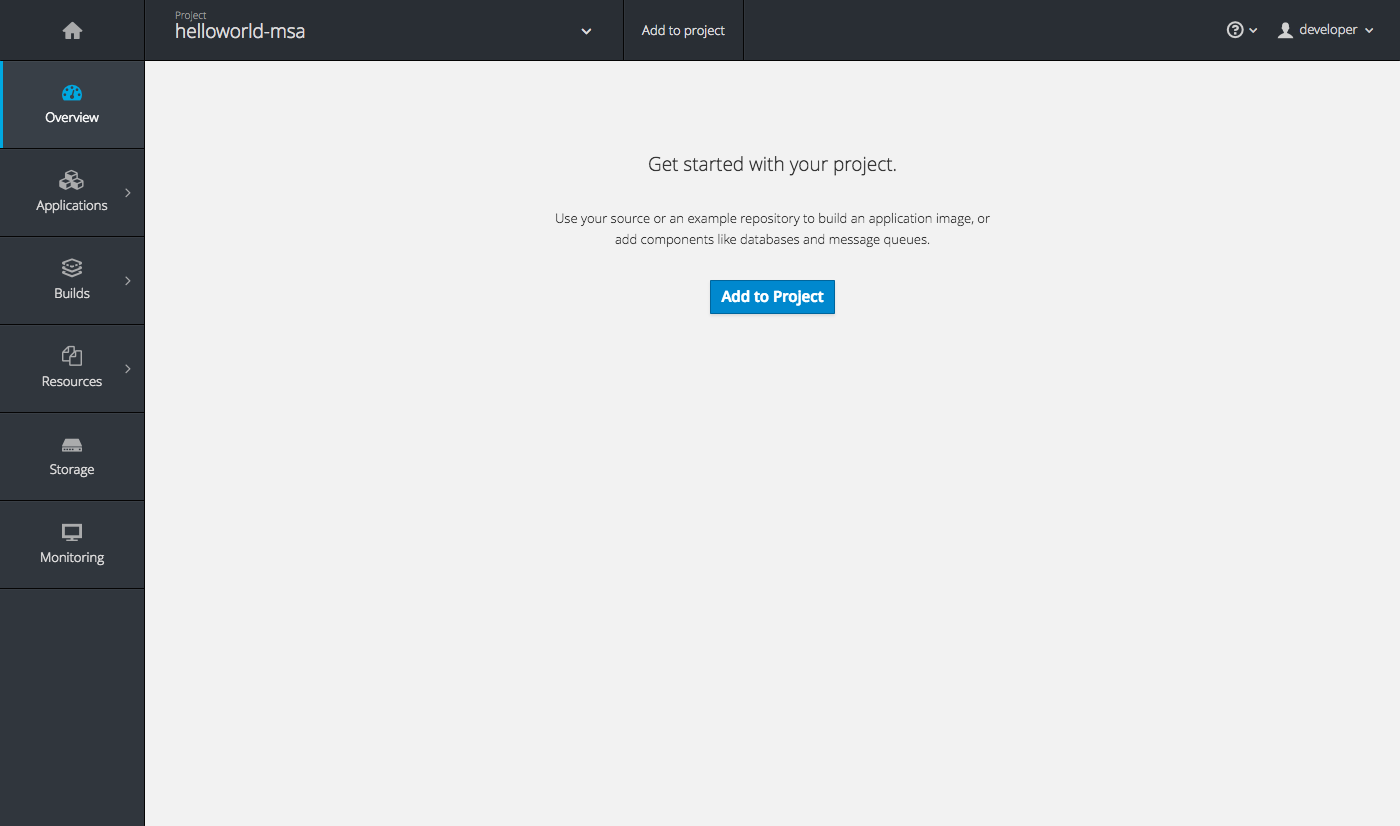 Project
helloworld-msa
Add to project
developer
Overview
Applications
Builds
Resources
Storage
Monitoring
Get started with your project.
Use your source or an example repository to build an application image, or
add components like databases and message queues.
Add to Project